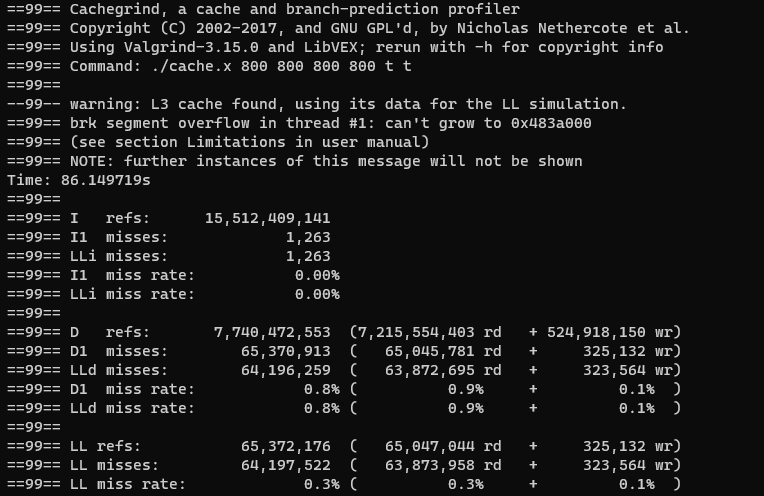 ==99== Cachegrind, a cache and branch-prediction profiler
==99== Copyright (C) 2002-2017, and GNU GPL'd, by Nicholas Nethercote et al.
==99== Using Valgrind-3.15.0 and LibVEX; rerun with -h for copyright info
==99== Command: ./cache.x 800 800 800 800 t t
==99==
--99-- warning: L3 cache found, using its data for the LL simulation.
==99== brk segment overflow in thread #1: can't grow to 0x483a000
==99== (see section Limitations in user manual)
==99== NOTE: further instances of this message will not be shown
Time: 86.149719s
==99==
==99== I   refs:      15,512,409,141
==99== I1  misses:             1,263
==99== LLi misses:             1,263
==99== I1  miss rate:           0.00%
==99== LLi miss rate:           0.00%
==99==
==99== D   refs:       7,740,472,553  (7,215,554,403 rd   + 524,918,150 wr)
==99== D1  misses:        65,370,913  (   65,045,781 rd   +     325,132 wr)
==99== LLd misses:        64,196,259  (   63,872,695 rd   +     323,564 wr)
==99== D1  miss rate:            0.8% (          0.9%     +         0.1%  )
==99== LLd miss rate:            0.8% (          0.9%     +         0.1%  )
==99==
==99== LL refs:           65,372,176  (   65,047,044 rd   +     325,132 wr)
==99== LL misses:         64,197,522  (   63,873,958 rd   +     323,564 wr)
==99== LL miss rate:             0.3% (          0.3%     +         0.1%  )